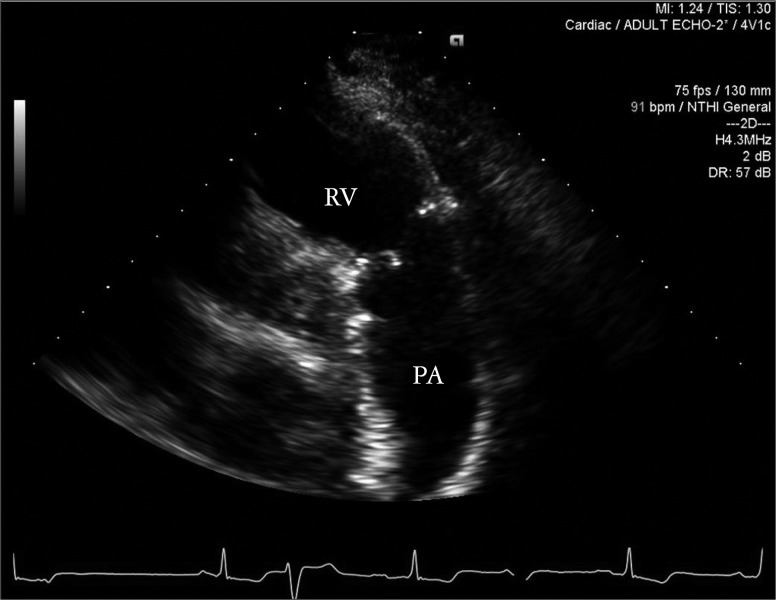 MI: 1.24 / TIS: 1.30
Cardiac / ADULT ECHO-2* / 4V1c
75 fps / 130 mm
91 bpm / NTHI General
---2D---
H4.3MHz
2 dB
DR: 57 dB
RV
PA